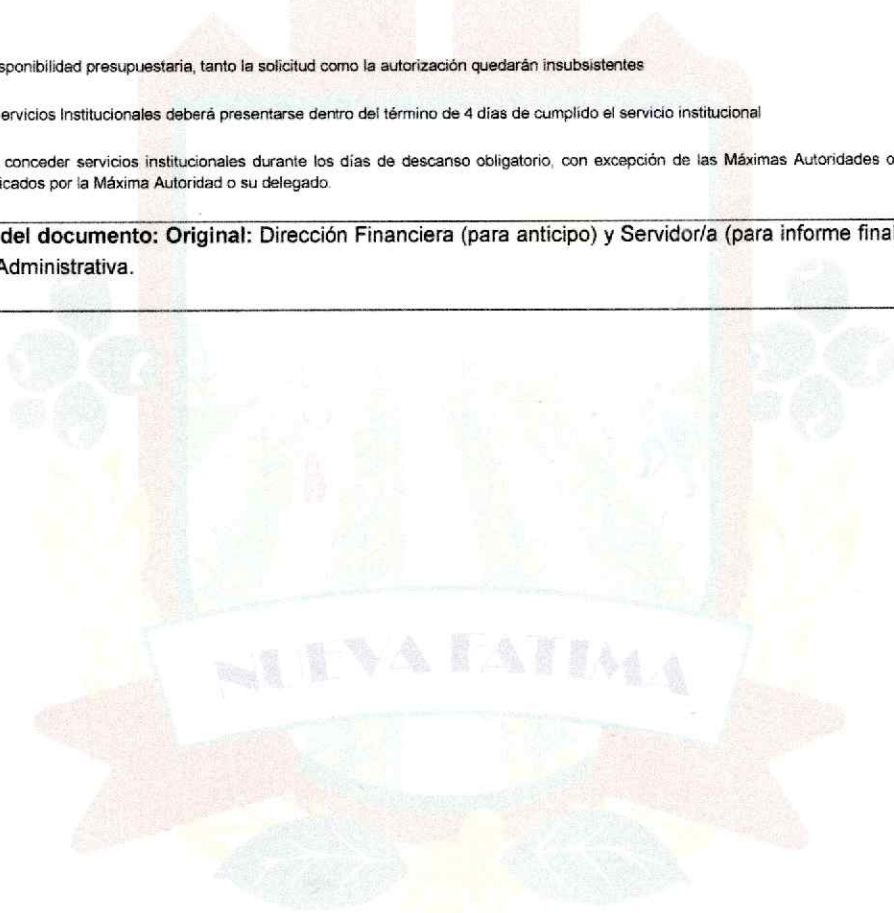 sponibilidad presupuestaria, tanto la solicitud como la autorización quedarán insubsistentes
ervicios Institucionales deberá presentarse dentro del término de 4 días de cumplido el servicio institucional
conceder servicios institucionales durante los días de descanso obligatorio, con excepción de las Máximas Autoridades o
icados por la Máxima Autoridad o su delegado.
del documento: Original: Dirección Financiera (para anticipo) y Servidor/a (para informe final
Administrativa.
NUEVA FATIMA